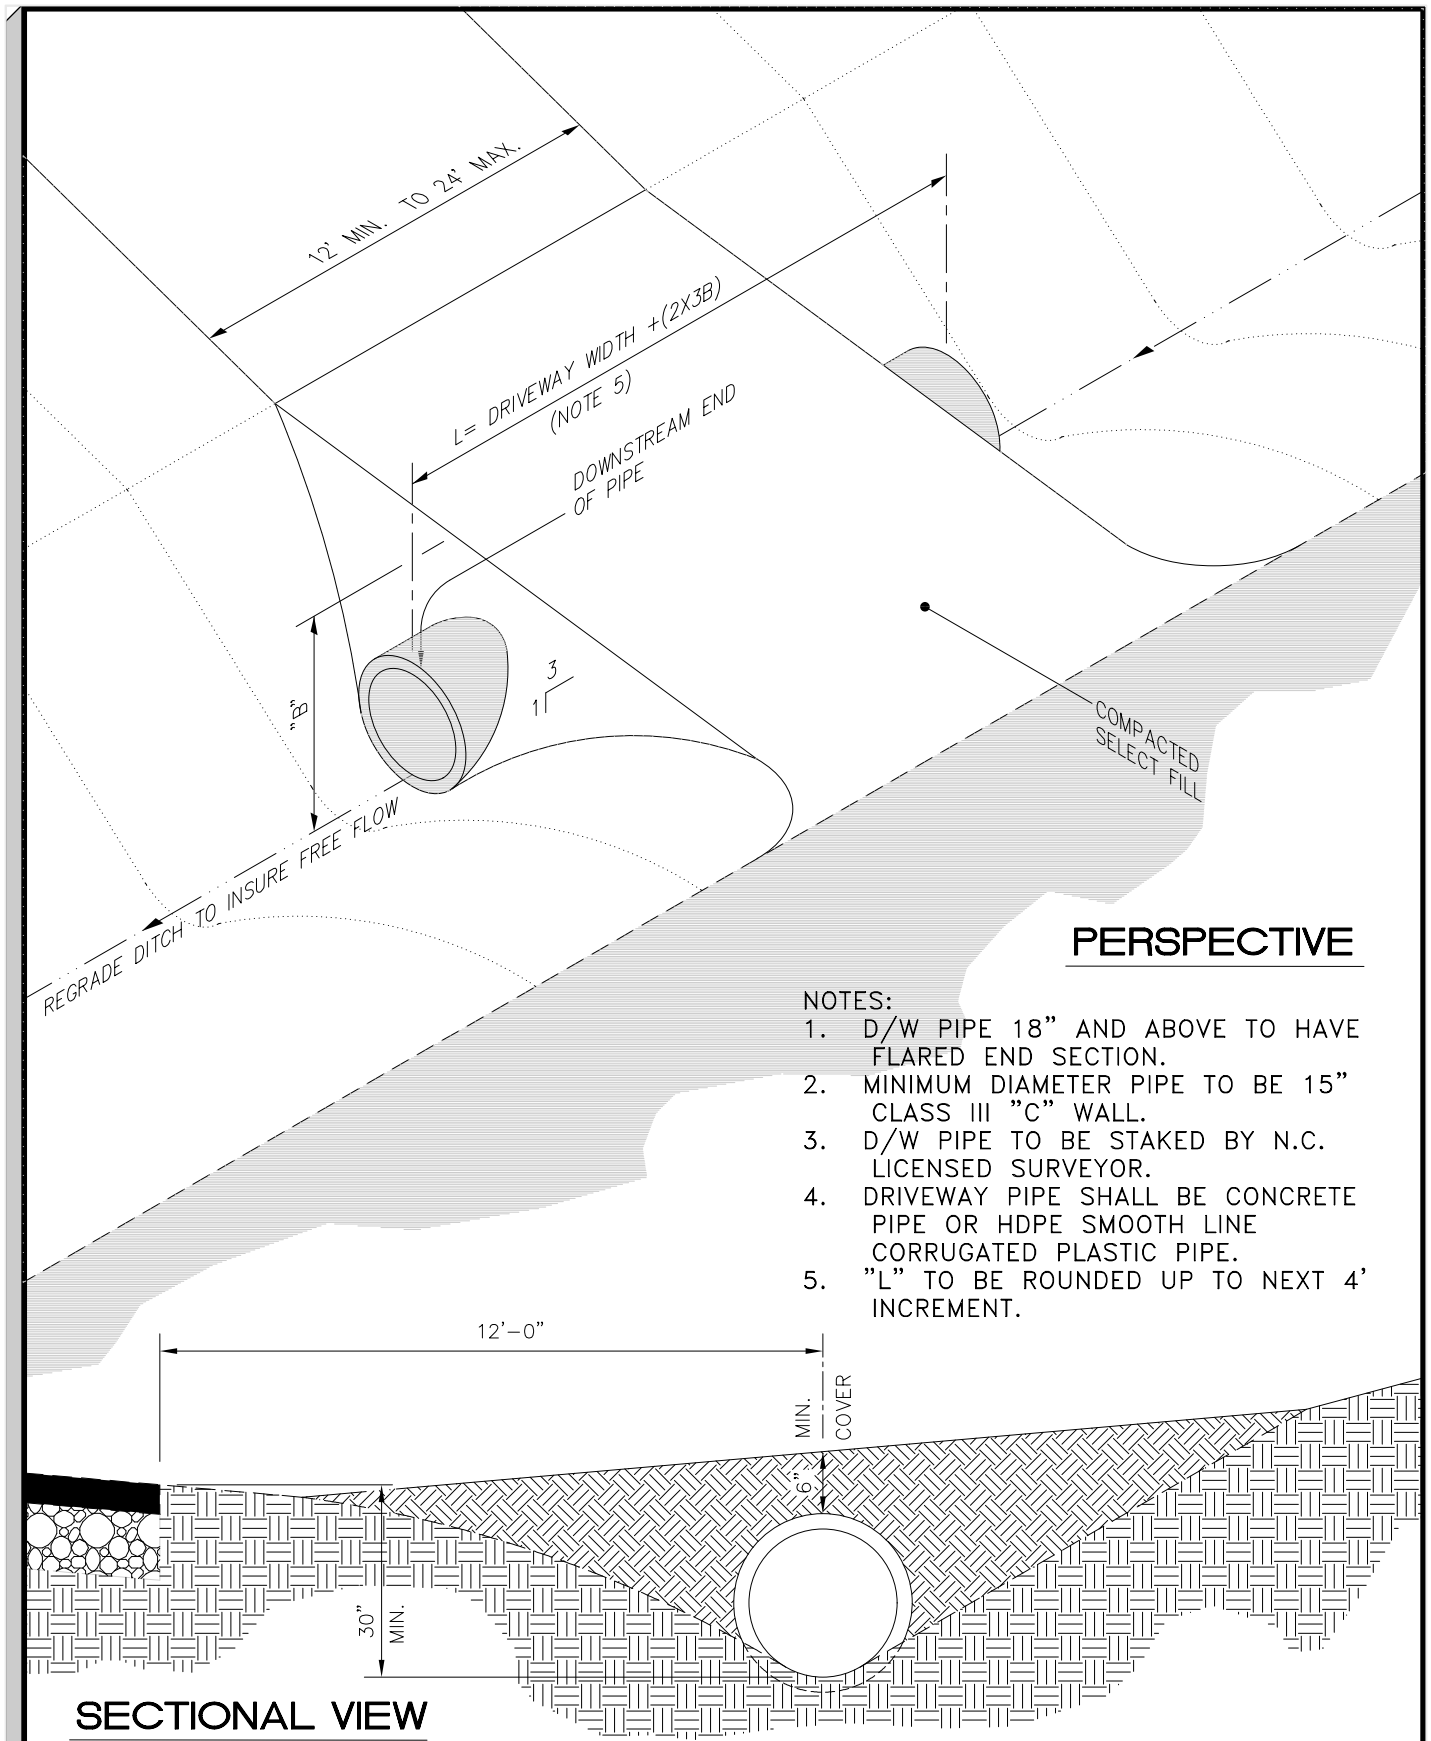 12' MIN. TO 24' MAX.
L= DRIVEWAY WIDTH +(2X3B)
(NOTE 5)
DOWNSTREAM END
OF PIPE
"B"
3
1
COMPACTED
SELECT FILL
REGRADE DITCH TO INSURE FREE FLOW
PERSPECTIVE
NOTES:
1. D/W PIPE 18" AND ABOVE TO HAVE
FLARED END SECTION.
2. MINIMUM DIAMETER PIPE TO BE 15"
CLASS III "C" WALL.
3. D/W PIPE TO BE STAKED BY N.C.
LICENSED SURVEYOR.
4. DRIVEWAY PIPE SHALL BE CONCRETE
PIPE OR HDPE SMOOTH LINE
CORRUGATED PLASTIC PIPE.
5. "L" TO BE ROUNDED UP TO NEXT 4'
INCREMENT.
12'-0"
MIN.
COVER
6"
30"
MIN.
SECTIONAL VIEW